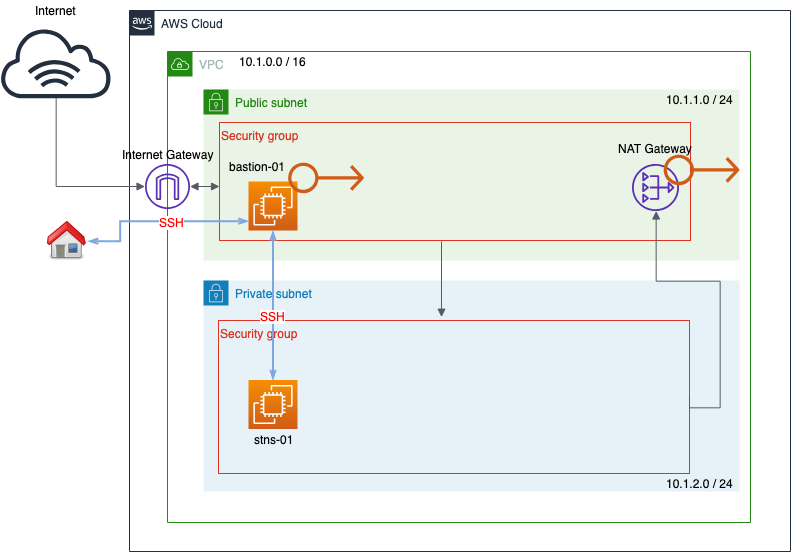 Internet
aws
AWS Cloud
VPC
10.1.0.0 / 16
Public subnet
10.1.1.0 / 24
Security group
Internet Gateway
bastion-01
NAT Gateway
SSH
Private subnet
SSH
Security group
stns-01
10.1.2.0 / 24